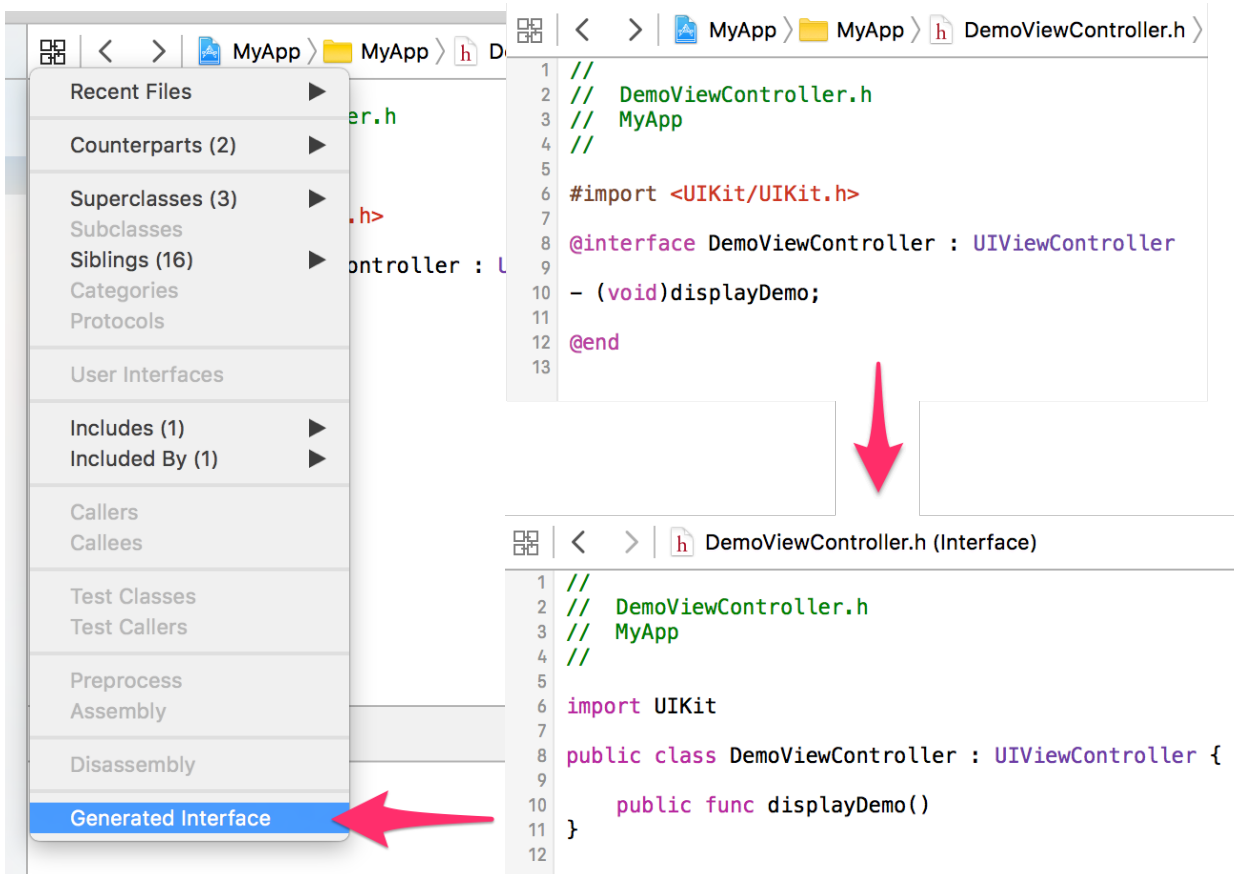 MyApp MyApp h D
Recent Files
Counterparts (2)
Superclasses (3)
Subclasses
Siblings (16)
Categories
Protocols
User Interfaces
Includes (1)
Included By (1)
Callers
Callees
Test Classes
Test Callers
Preprocess
Assembly
Disassembly
Generated Interface
er.h
.h>
ontroller : U
MyApp MyApp h DemoViewController.h
1 //
2 //  DemoViewController.h
3 //  MyApp
4 //
5
6 #import <UIKit/UIKit.h>
7
8 @interface DemoViewController : UIViewController
9
10 - (void)displayDemo;
11
12 @end
13
h DemoViewController.h (Interface)
1 //
2 //  DemoViewController.h
3 //  MyApp
4 //
5
6 import UIKit
7
8 public class DemoViewController : UIViewController {
9
10     public func displayDemo()
11 }
12